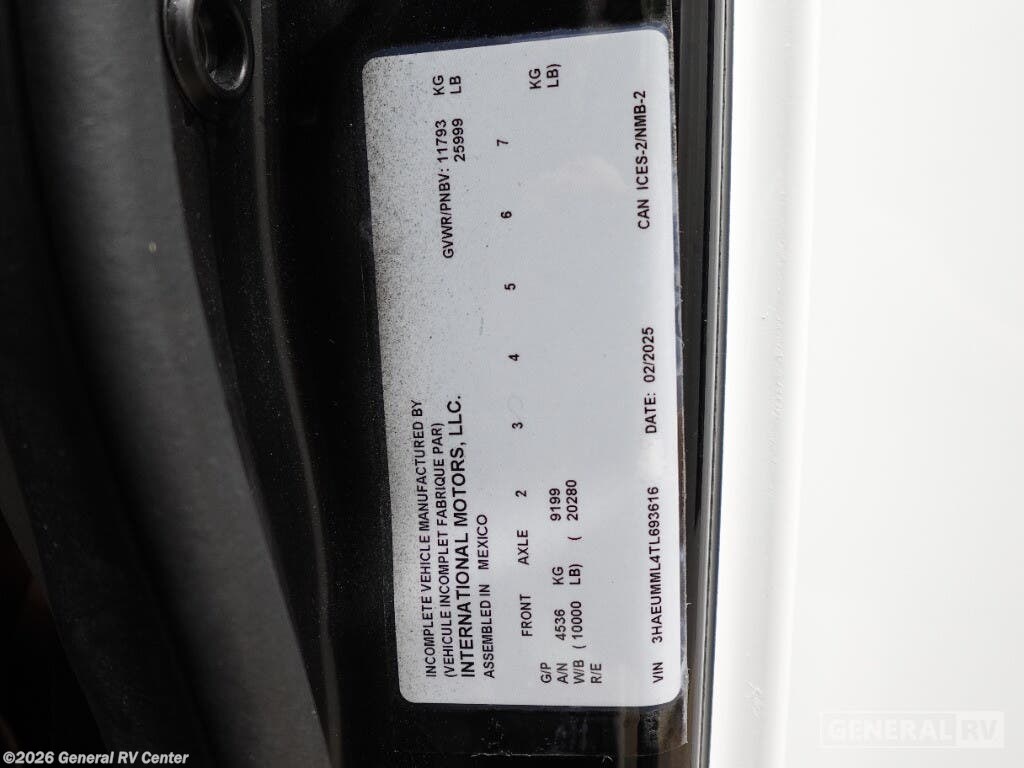 INCOMPLETE VEHICLE MANUFACTURED BY
(VEHICULE INCOMPLET FABRIQUE PAR)
INTERNATIONAL MOTORS, LLC.
ASSEMBLED IN MEXICO
GVWR/PNBV: 11793 KG
25999 LB
FRONT AXLE 2 3 4 5 6 7
G/P
A/N 4536 KG 9199 KG
W/B ( 10000 LB) ( 20280 LB)
R/E
VIN 3HAEUMML4TL693616 DATE: 02/2025 CAN ICES-2/NMB-2
GENERAL RV
©2026 General RV Center